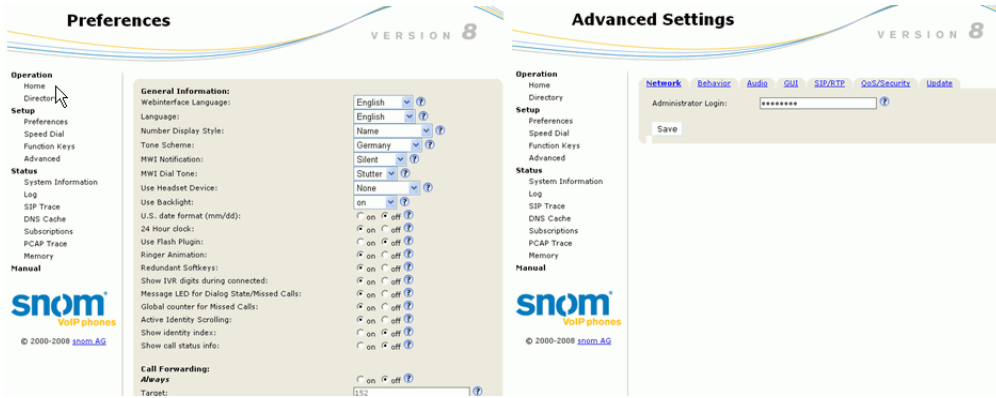 Preferences
VERSION 8
Operation
Home
Directory
Setup
Preferences
Speed Dial
Function Keys
Advanced
Status
System Information
Log
SIP Trace
DNS Cache
Subscriptions
PCAP Trace
Memory
Manual
snom
VoIP phones
© 2000-2008 snom AG
General Information:
Webinterface Language: English
Language: English
Number Display Style: Name
Tone Scheme: Germany
MWI Notification: Silent
MWI Dial Tone: Stutter
Use Headset Device: None
Use Backlight: on
U.S. date format (mm/dd): on off
24 Hour clock: on off
Use Flash Plugin: on off
Ringer Animation: on off
Redundant Softkeys: on off
Show IVR digits during connected: on off
Message LED for Dialog State/Missed Calls: on off
Global counter for Missed Calls: on off
Active Identity Scrolling: on off
Show identity index: on off
Show call status info: on off
Call Forwarding:
Always on off
Target: 152
Advanced Settings
VERSION 8
Operation
Home
Directory
Setup
Preferences
Speed Dial
Function Keys
Advanced
Status
System Information
Log
SIP Trace
DNS Cache
Subscriptions
PCAP Trace
Memory
Manual
snom
VoIP phones
© 2000-2008 snom AG
Network Behavior Audio GUI SIP/RTP QoS/Security Update
Administrator Login: ••••••••
Save